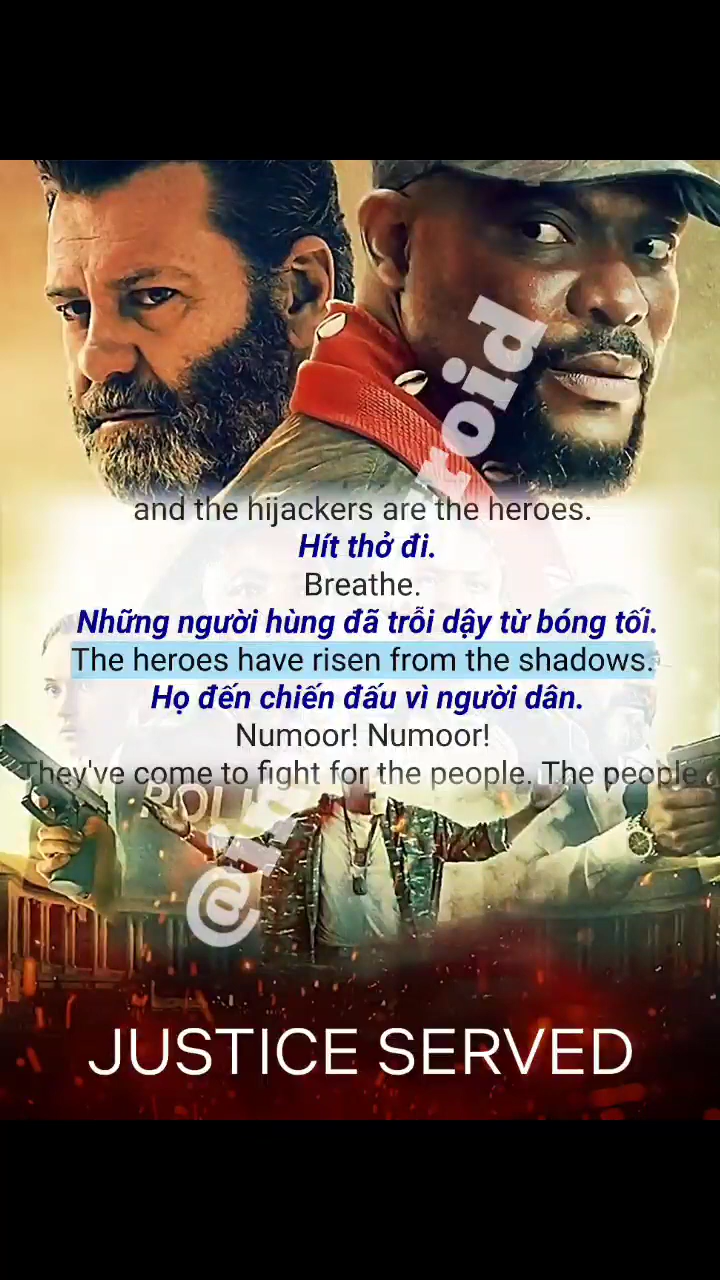 and the hijackers are the heroes.
Hít thở đi.
Breathe.
Những người hùng đã trỗi dậy từ bóng tối.
The heroes have risen from the shadows.
Họ đến chiến đấu vì người dân.
Numoor! Numoor!
They've come to fight for the people. The people
JUSTICE SERVED